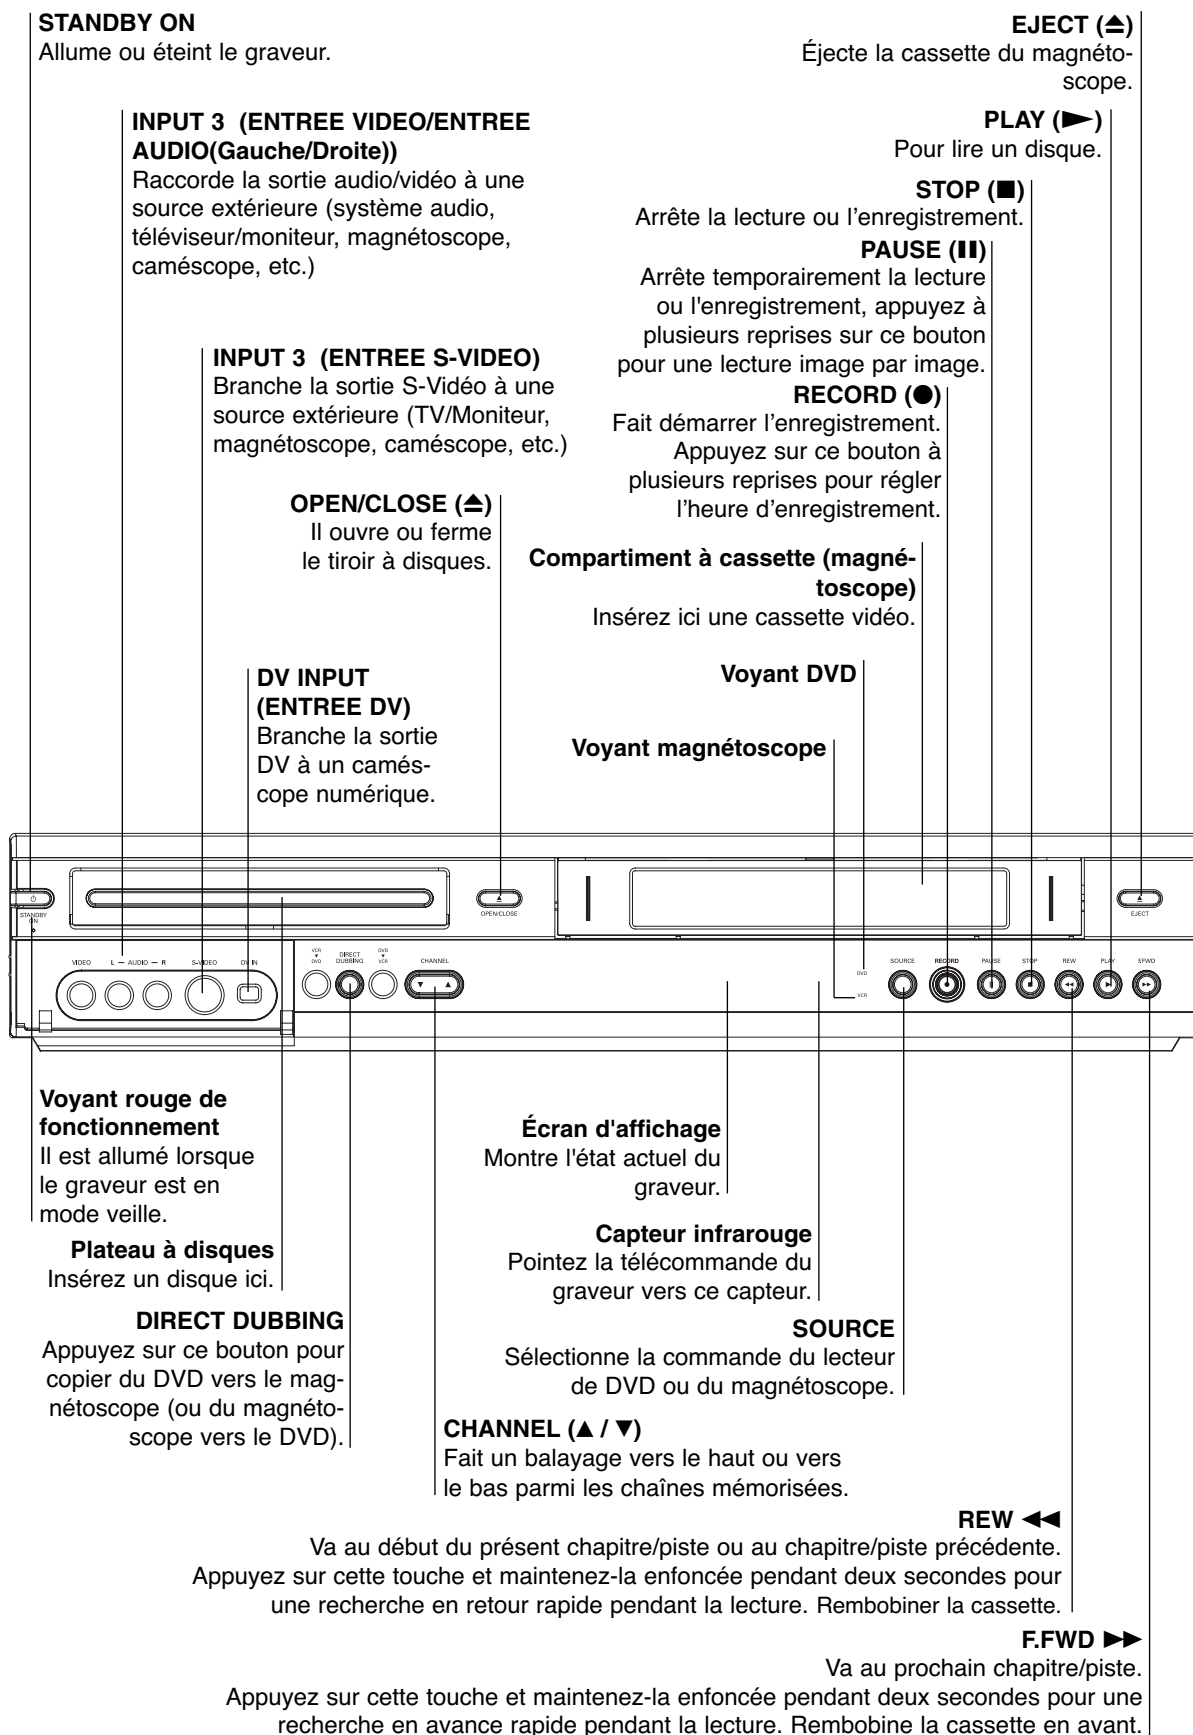 STANDBY ON
Allume ou éteint le graveur.
EJECT (⏏)
Éjecte la cassette du magnéto-
scope.
INPUT 3 (ENTREE VIDEO/ENTREE
AUDIO(Gauche/Droite))
Raccorde la sortie audio/vidéo à une
source extérieure (système audio,
téléviseur/moniteur, magnétoscope,
caméscope, etc.)
PLAY (►)
Pour lire un disque.
STOP (■)
Arrête la lecture ou l’enregistrement.
PAUSE (II)
Arrête temporairement la lecture
ou l'enregistrement, appuyez à
plusieurs reprises sur ce bouton
pour une lecture image par image.
INPUT 3 (ENTREE S-VIDEO)
Branche la sortie S-Vidéo à une
source extérieure (TV/Moniteur,
magnétoscope, caméscope, etc.)
RECORD (●)
Fait démarrer l’enregistrement.
Appuyez sur ce bouton à
plusieurs reprises pour régler
l’heure d’enregistrement.
OPEN/CLOSE (⏏)
Il ouvre ou ferme
le tiroir à disques.
Compartiment à cassette (magné-
toscope)
Insérez ici une cassette vidéo.
DV INPUT
(ENTREE DV)
Branche la sortie
DV à un camés-
cope numérique.
Voyant DVD
Voyant magnétoscope
STANDBY
ON
OPEN/CLOSE
EJECT
VIDEO
L — AUDIO — R
S-VIDEO
DV IN
VCR
▼
DVD
DIRECT
DUBBING
DVD
▼
VCR
CHANNEL
▼ ▲
DVD
VCR
SOURCE
RECORD
PAUSE
STOP
REW
PLAY
F.FWD
Voyant rouge de
fonctionnement
Il est allumé lorsque
le graveur est en
mode veille.
Plateau à disques
Insérez un disque ici.
DIRECT DUBBING
Appuyez sur ce bouton pour
copier du DVD vers le mag-
nétoscope (ou du magnéto-
scope vers le DVD).
Écran d'affichage
Montre l'état actuel du
graveur.
Capteur infrarouge
Pointez la télécommande du
graveur vers ce capteur.
SOURCE
Sélectionne la commande du lecteur
de DVD ou du magnétoscope.
CHANNEL (▲ / ▼)
Fait un balayage vers le haut ou vers
le bas parmi les chaînes mémorisées.
REW ◄◄
Va au début du présent chapitre/piste ou au chapitre/piste précédente.
Appuyez sur cette touche et maintenez-la enfoncée pendant deux secondes pour
une recherche en retour rapide pendant la lecture. Rembobiner la cassette.
F.FWD ►►
Va au prochain chapitre/piste.
Appuyez sur cette touche et maintenez-la enfoncée pendant deux secondes pour une
recherche en avance rapide pendant la lecture. Rembobine la cassette en avant.